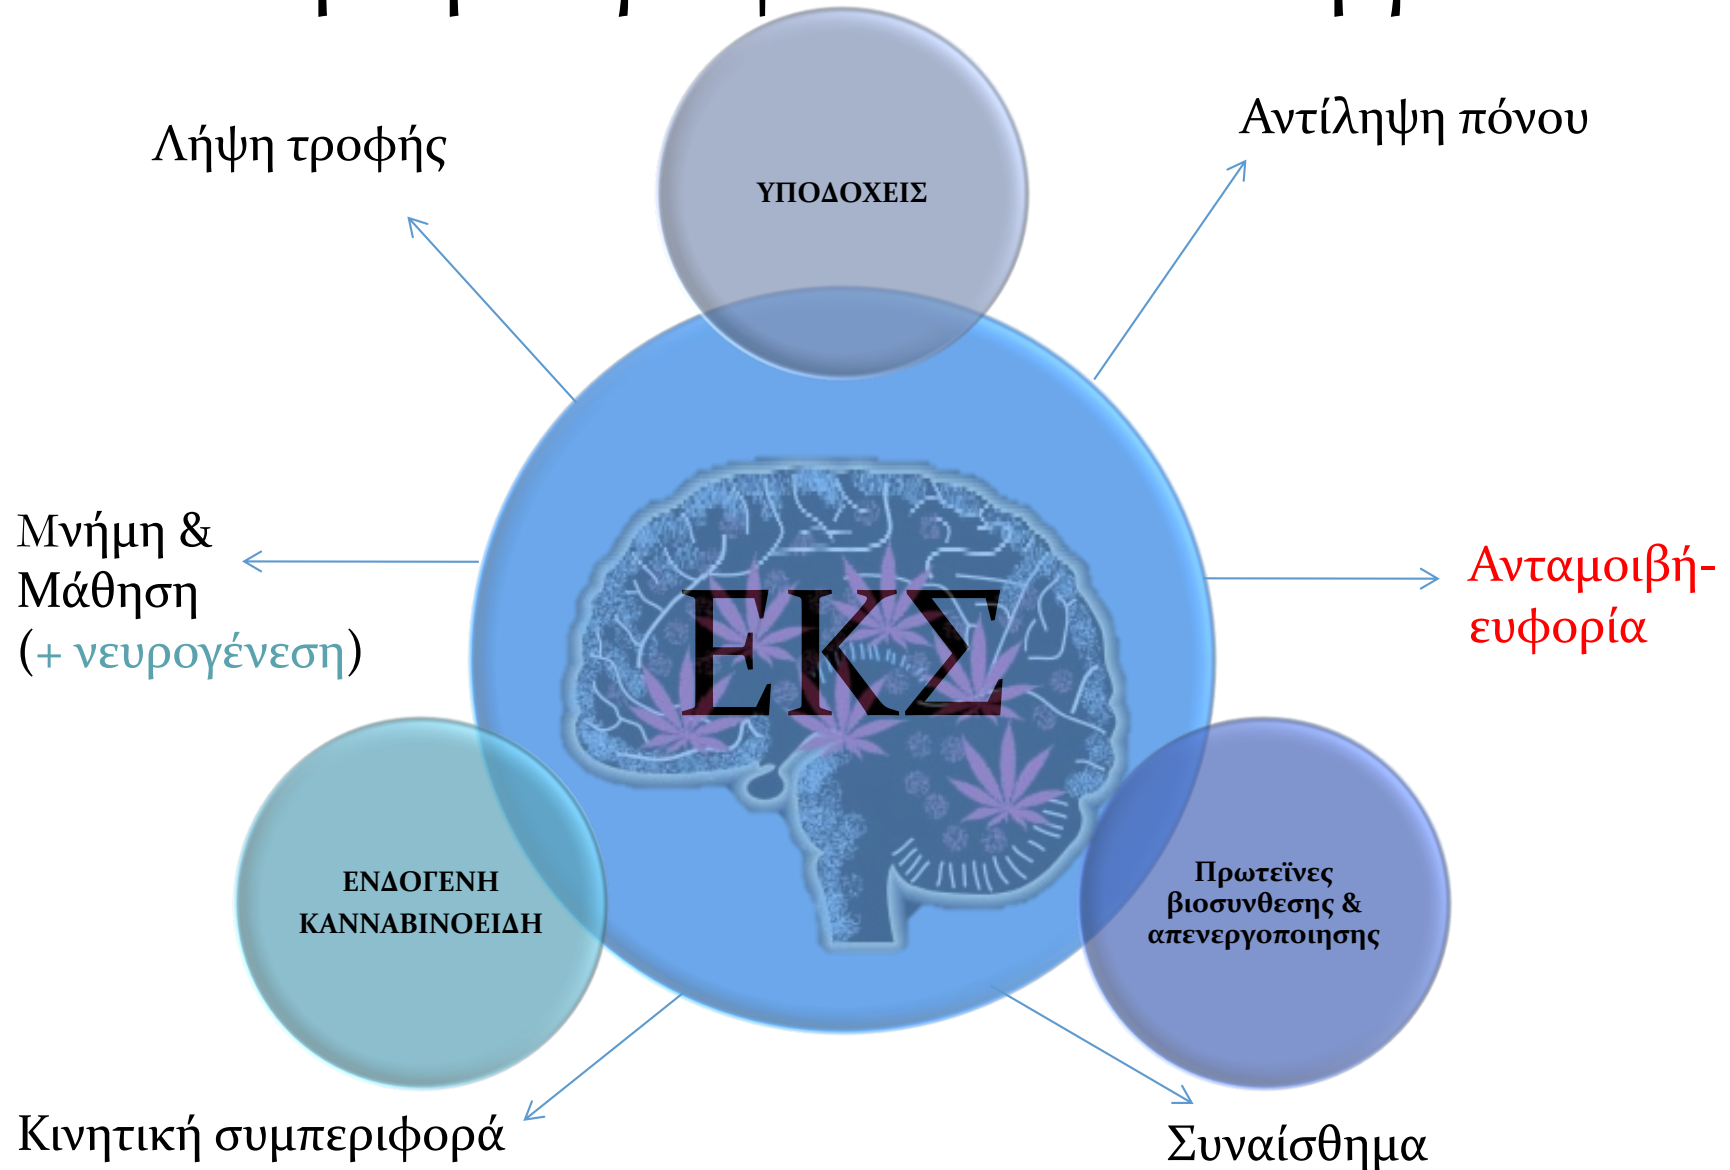 Λήψη τροφής
Αντίληψη πόνου
ΥΠΟΔΟΧΕΙΣ
Μνήμη &
Μάθηση
(+ νευρογένεση)
ΕΚΣ
Ανταμοιβή-
ευφορία
ΕΝΔΟΓΕΝΗ
ΚΑΝΝΑΒΙΝΟΕΙΔΗ
Πρωτεϊνες
βιοσυνθεσης &
απενεργοποιησης
Κινητική συμπεριφορά
Συναίσθημα